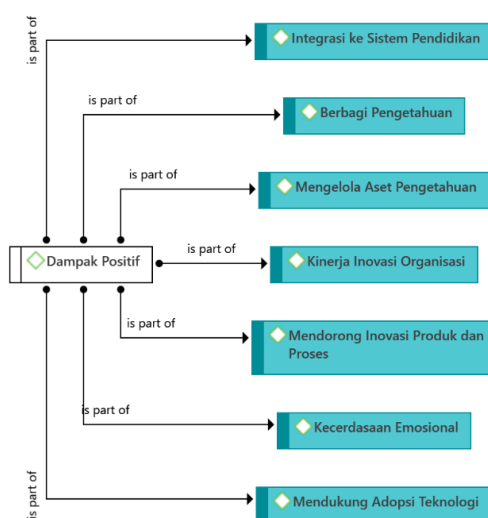 is part of
Integrasi ke Sistem Pendidikan
is part of
Berbagi Pengetahuan
is part of
Mengelola Aset Pengetahuan
Dampak Positif
is part of
Kinerja Inovasi Organisasi
is part of
Mendorong Inovasi Produk dan
Proses
is part of
Kecerdasaan Emosional
is part of
Mendukung Adopsi Teknologi